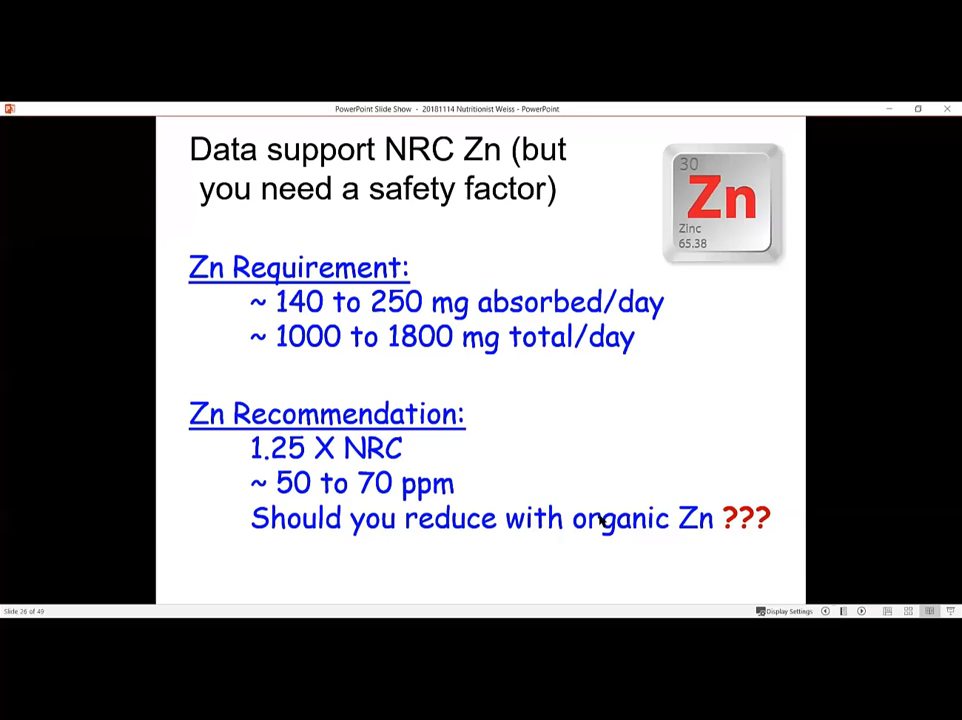 PowerPoint Slide Show - 20181114 Nutritionist Weiss - PowerPoint
Data support NRC Zn (but
you need a safety factor)
30
Zn
Zinc
65.38
Zn Requirement:
~ 140 to 250 mg absorbed/day
~ 1000 to 1800 mg total/day
Zn Recommendation:
1.25 X NRC
~ 50 to 70 ppm
Should you reduce with organic Zn ???
Slide 26 of 49
Display Settings